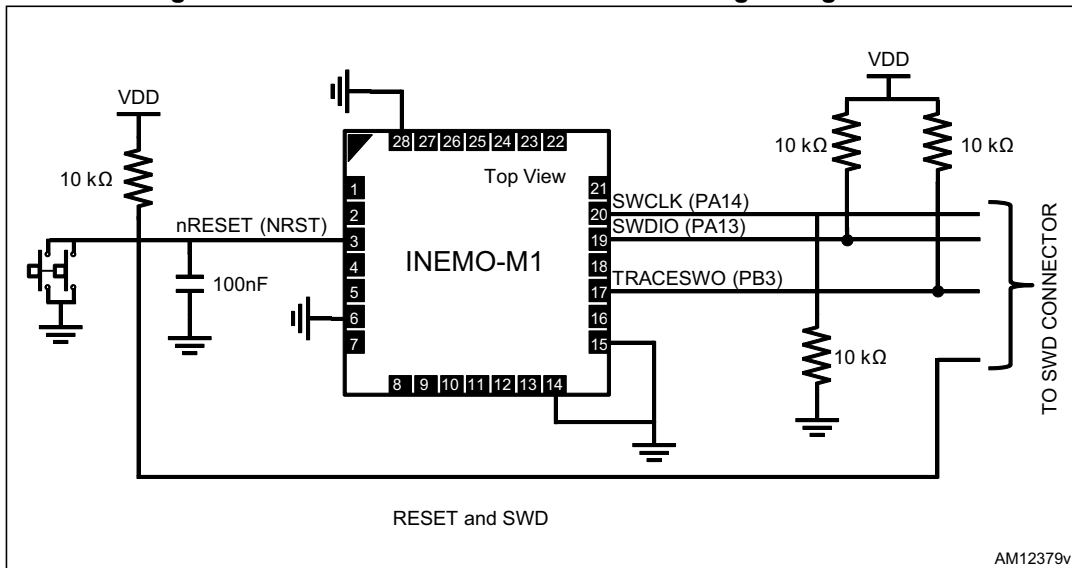 VDD
VDD
28 27 26 25 24 23 22
10 kΩ
10 kΩ
10 kΩ
Top View
1
21
2
SWCLK (PA14)
20
nRESET (NRST)
3
SWDIO (PA13)
19
4
INEMO-M1
18
100nF
5
TRACESWO (PB3)
17
6
16
7
15
10 kΩ
8 9 10 11 12 13 14
TO SWD CONNECTOR
RESET and SWD